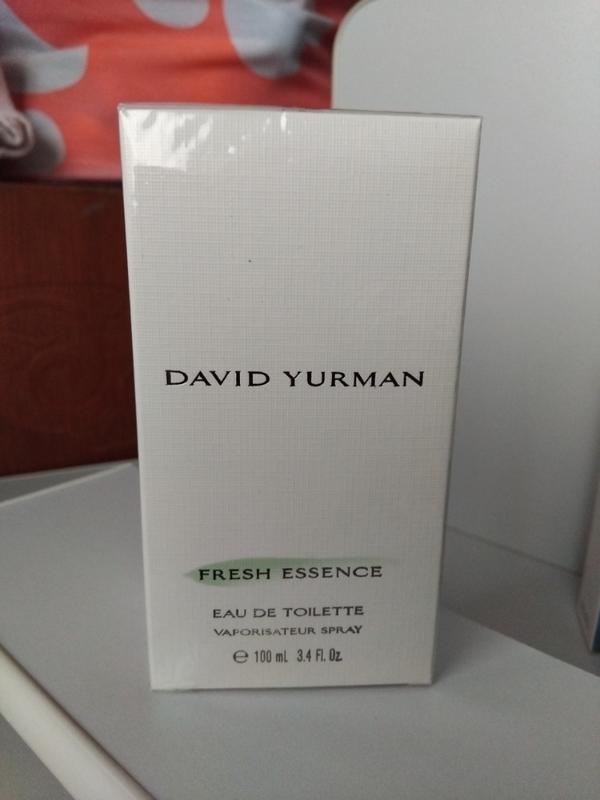 DAVID YURMAN
FRESH ESSENCE
EAU DE TOILETTE
VAPORISATEUR SPRAY
℮ 100 mL 3.4 Fl. Oz.